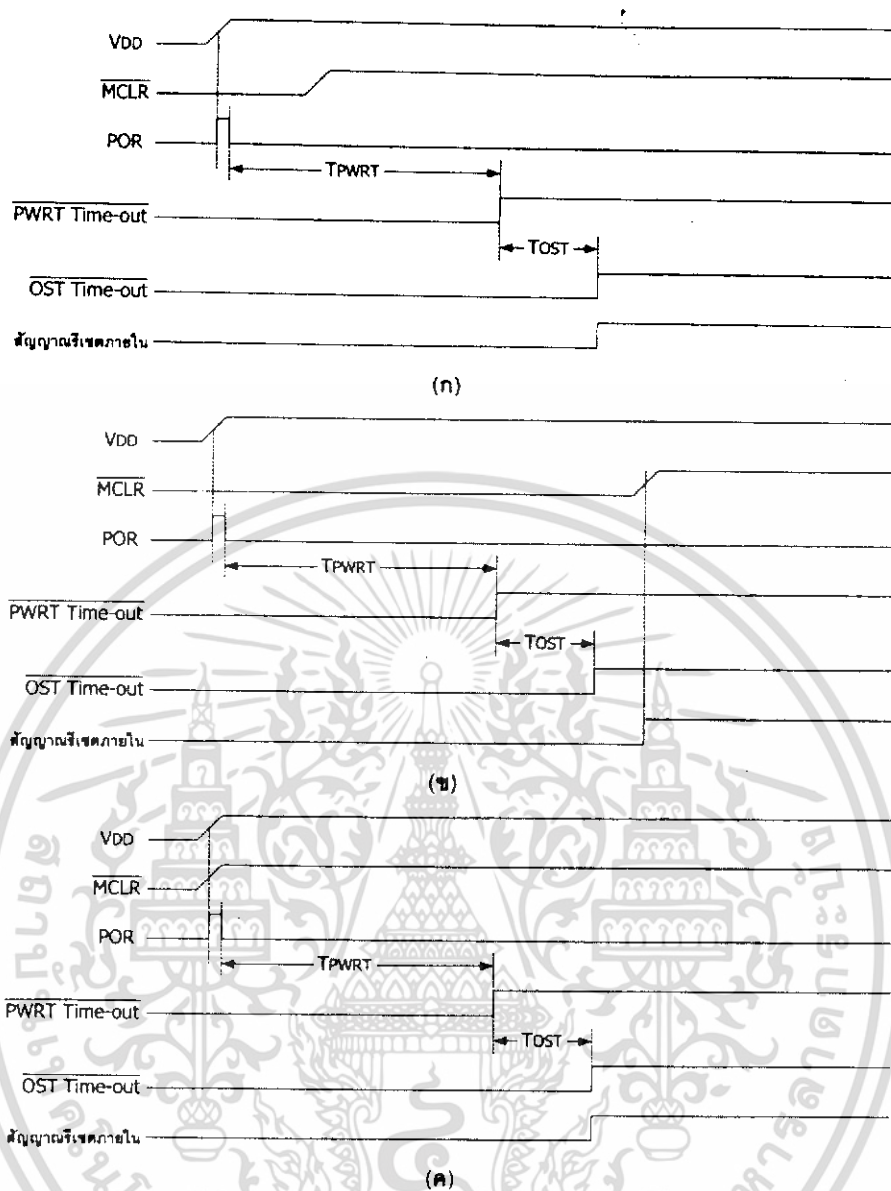 VDD
MCLR
POR
TPWRT
PWRT Time-out
TOST
OST Time-out
สัญญาณรีเซตภายใน
(ก)
VDD
MCLR
POR
TPWRT
PWRT Time-out
TOST
OST Time-out
สัญญาณรีเซตภายใน
(ข)
VDD
MCLR
POR
TPWRT
PWRT Time-out
TOST
OST Time-out
สัญญาณรีเซตภายใน
(ค)